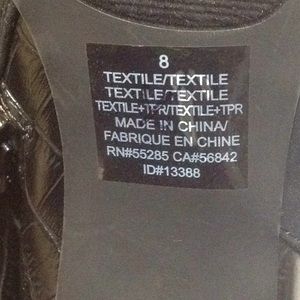 8
TEXTILE/TEXTILE
TEXTILE/TEXTILE
TEXTILE+TPR/TEXTILE+TPR
MADE IN CHINA/
FABRIQUE EN CHINE
RN#55285 CA#56842
ID#13388